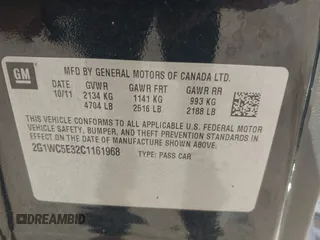 GM
MFD BY GENERAL MOTORS OF CANADA LTD.
DATE GVWR GAWR FRT GAWR RR
10/11 2134 KG 1141 KG 993 KG
4704 LB 2516 LB 2188 LB
THIS VEHICLE CONFORMS TO ALL APPLICABLE U.S. FEDERAL MOTOR
VEHICLE SAFETY, BUMPER, AND THEFT PREVENTION STANDARDS IN
EFFECT ON THE DATE OF MANUFACTURE SHOWN ABOVE.
2G1WC5E32C1161968 TYPE: PASS CAR
AUTOBIDMASTER